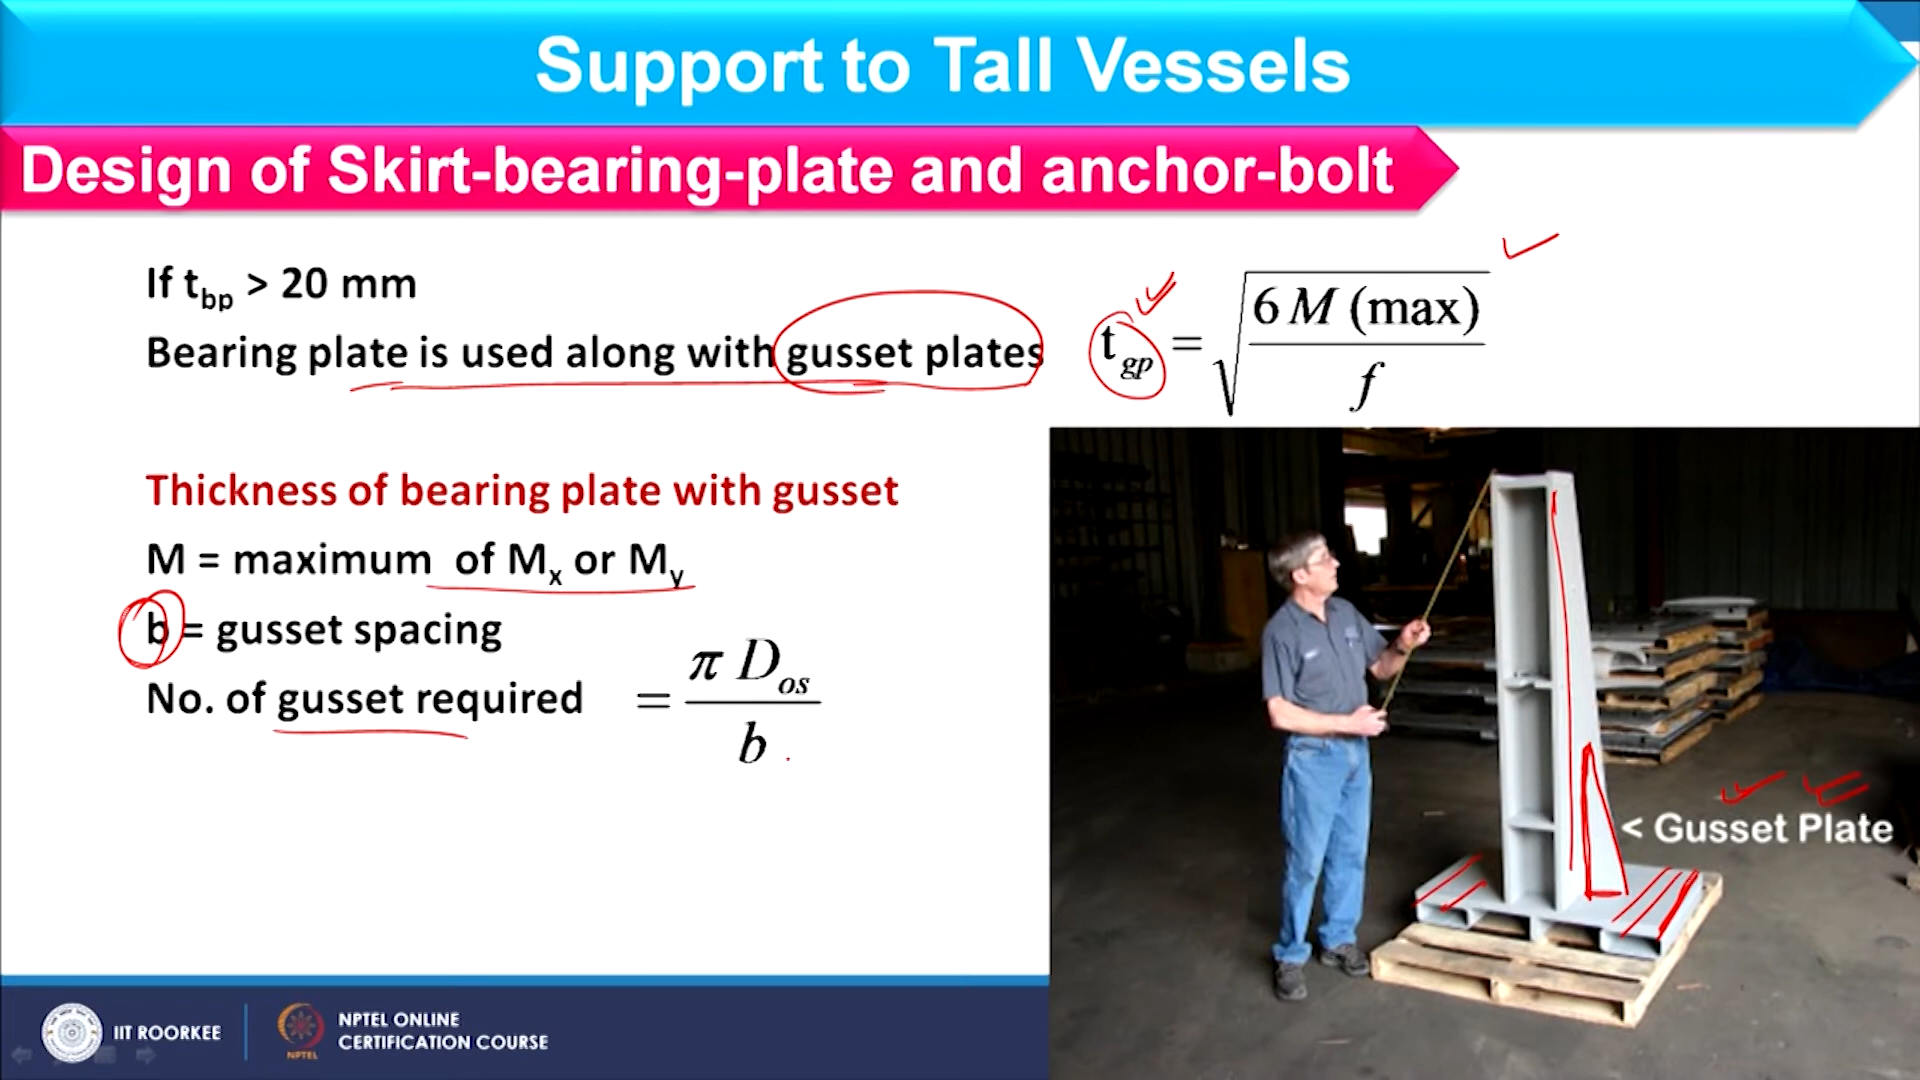 Support to Tall Vessels
Design of Skirt-bearing-plate and anchor-bolt
If t_bp > 20 mm
Bearing plate is used along with gusset plates
t_gp = √(6 M (max) / f)
Thickness of bearing plate with gusset
M = maximum of M_x or M_y
b = gusset spacing
No. of gusset required = π D_os / b
< Gusset Plate
IIT ROORKEE
NPTEL
NPTEL ONLINE
CERTIFICATION COURSE